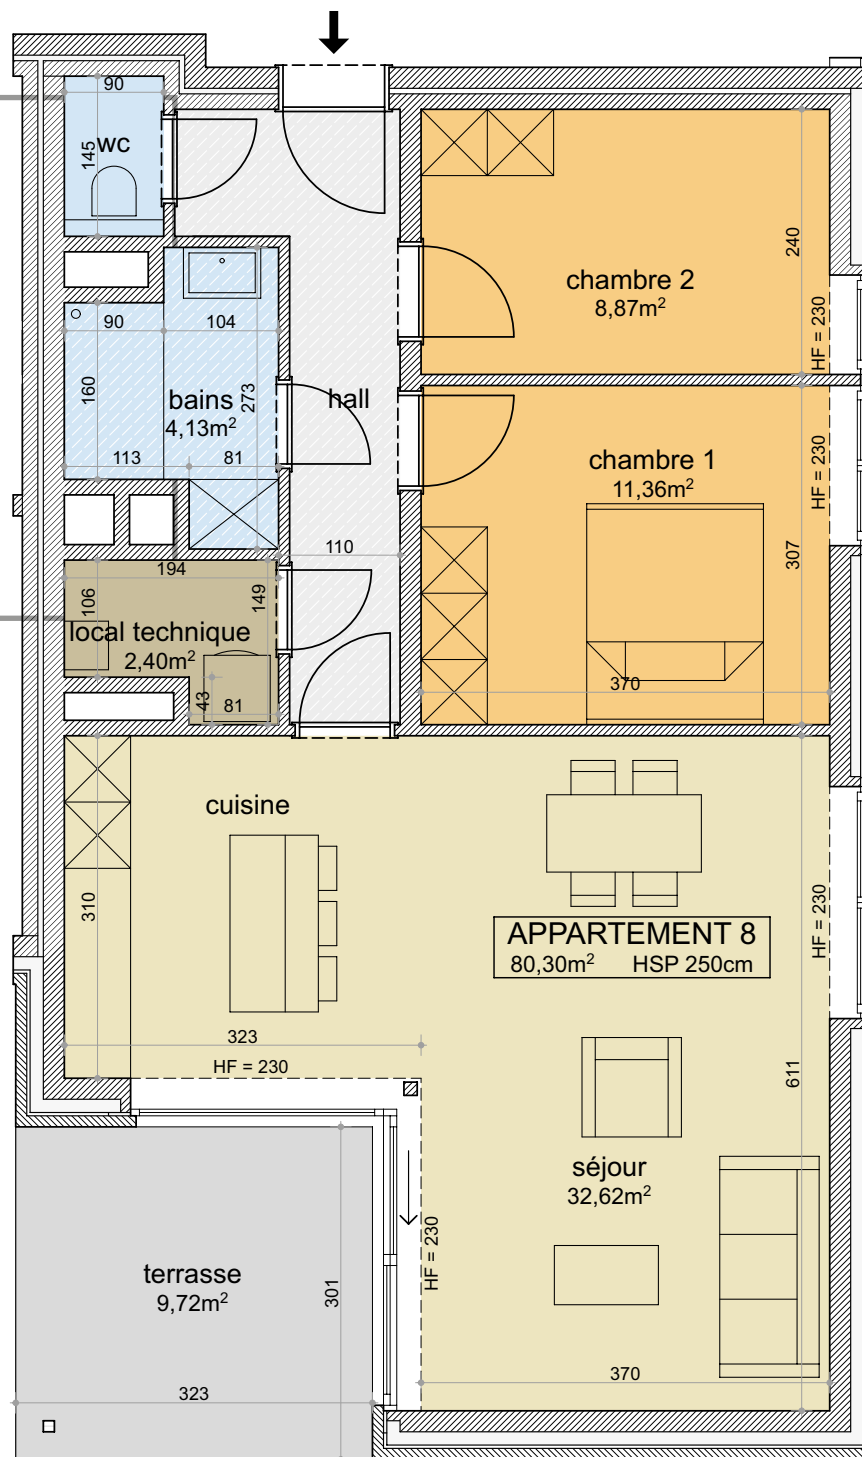 90
wc
145
chambre 2
8,87m²
240
HF = 230
90
104
160
bains
4,13m²
273
hall
113
81
chambre 1
11,36m²
HF = 230
307
370
110
194
106
149
local technique
2,40m²
43
81
cuisine
310
APPARTEMENT 8
80,30m² HSP 250cm
HF = 230
323
HF = 230
611
séjour
32,62m²
HF = 230
terrasse
9,72m²
301
370
323